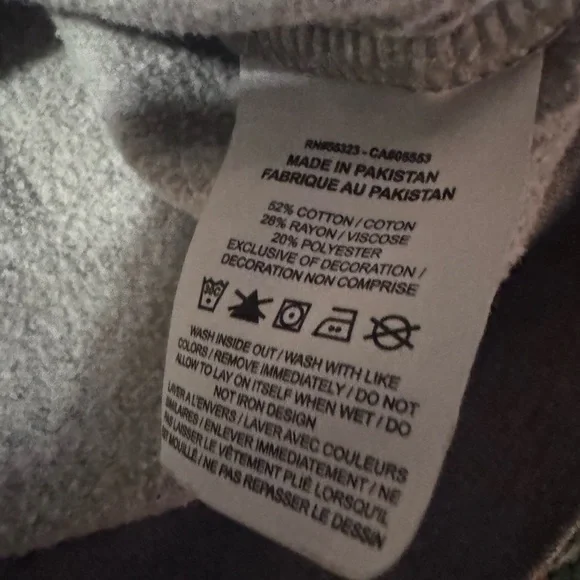 RN#55323 - CA#05553
MADE IN PAKISTAN
FABRIQUE AU PAKISTAN
52% COTTON / COTON
28% RAYON / VISCOSE
20% POLYESTER
EXCLUSIVE OF DECORATION /
DECORATION NON COMPRISE
WASH INSIDE OUT / WASH WITH LIKE
COLORS / REMOVE IMMEDIATELY / DO NOT
ALLOW TO LAY ON ITSELF WHEN WET / DO
NOT IRON DESIGN
LAVER A L'ENVERS / LAVER AVEC COULEURS
SIMILAIRES / ENLEVER IMMEDIATEMENT / NE
PAS LAISSER LE VÊTEMENT PLIÉ LORSQU'IL
EST MOUILLÉ / NE PAS REPASSER LE DESSIN